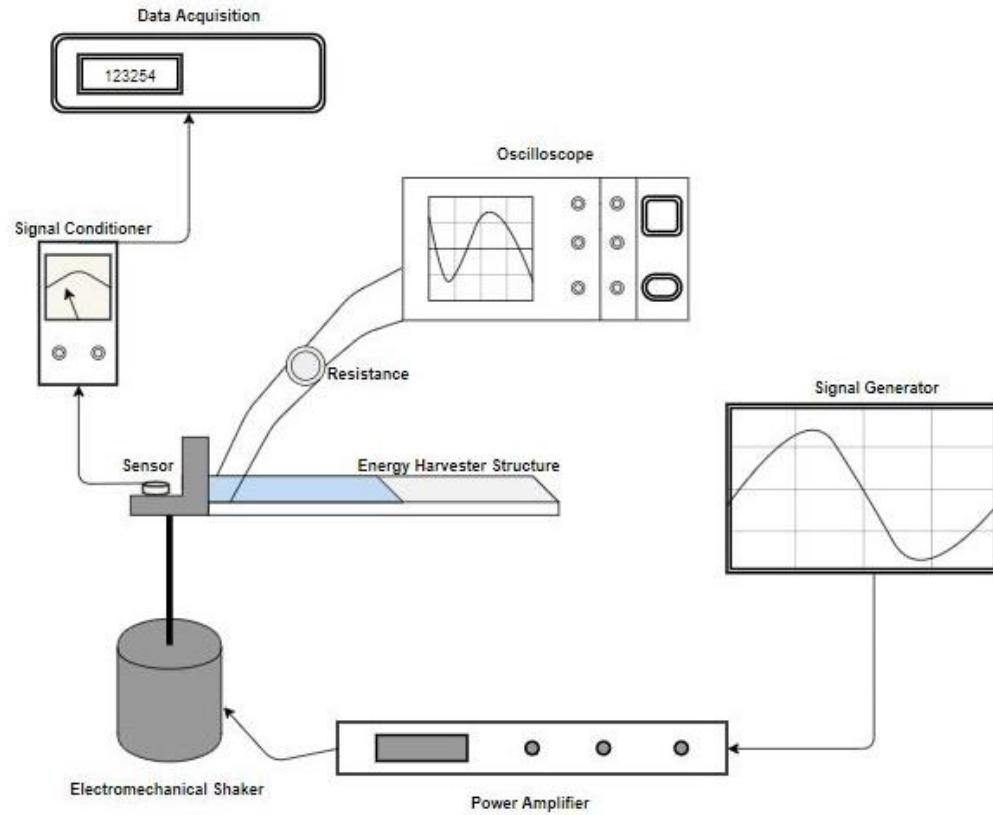 Data Acquisition
123254
Oscilloscope
Signal Conditioner
Resistance
Signal Generator
Sensor
Energy Harvester Structure
Electromechanical Shaker
Power Amplifier